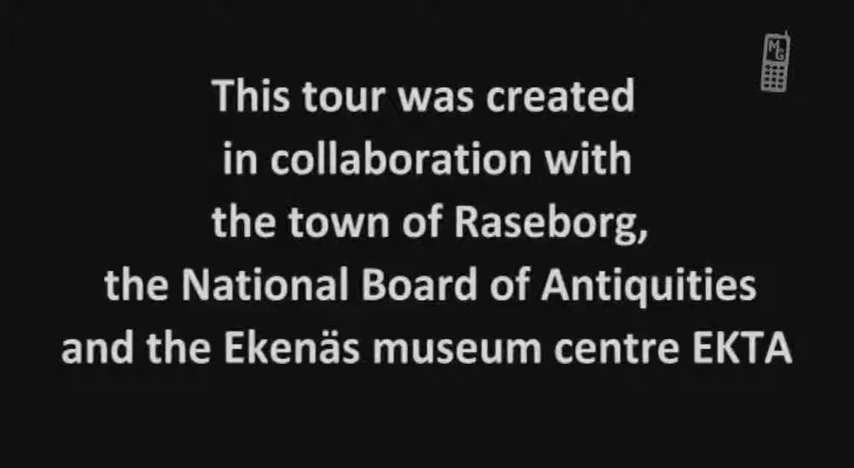 MG
This tour was created
in collaboration with
the town of Raseborg,
the National Board of Antiquities
and the Ekenäs museum centre EKTA